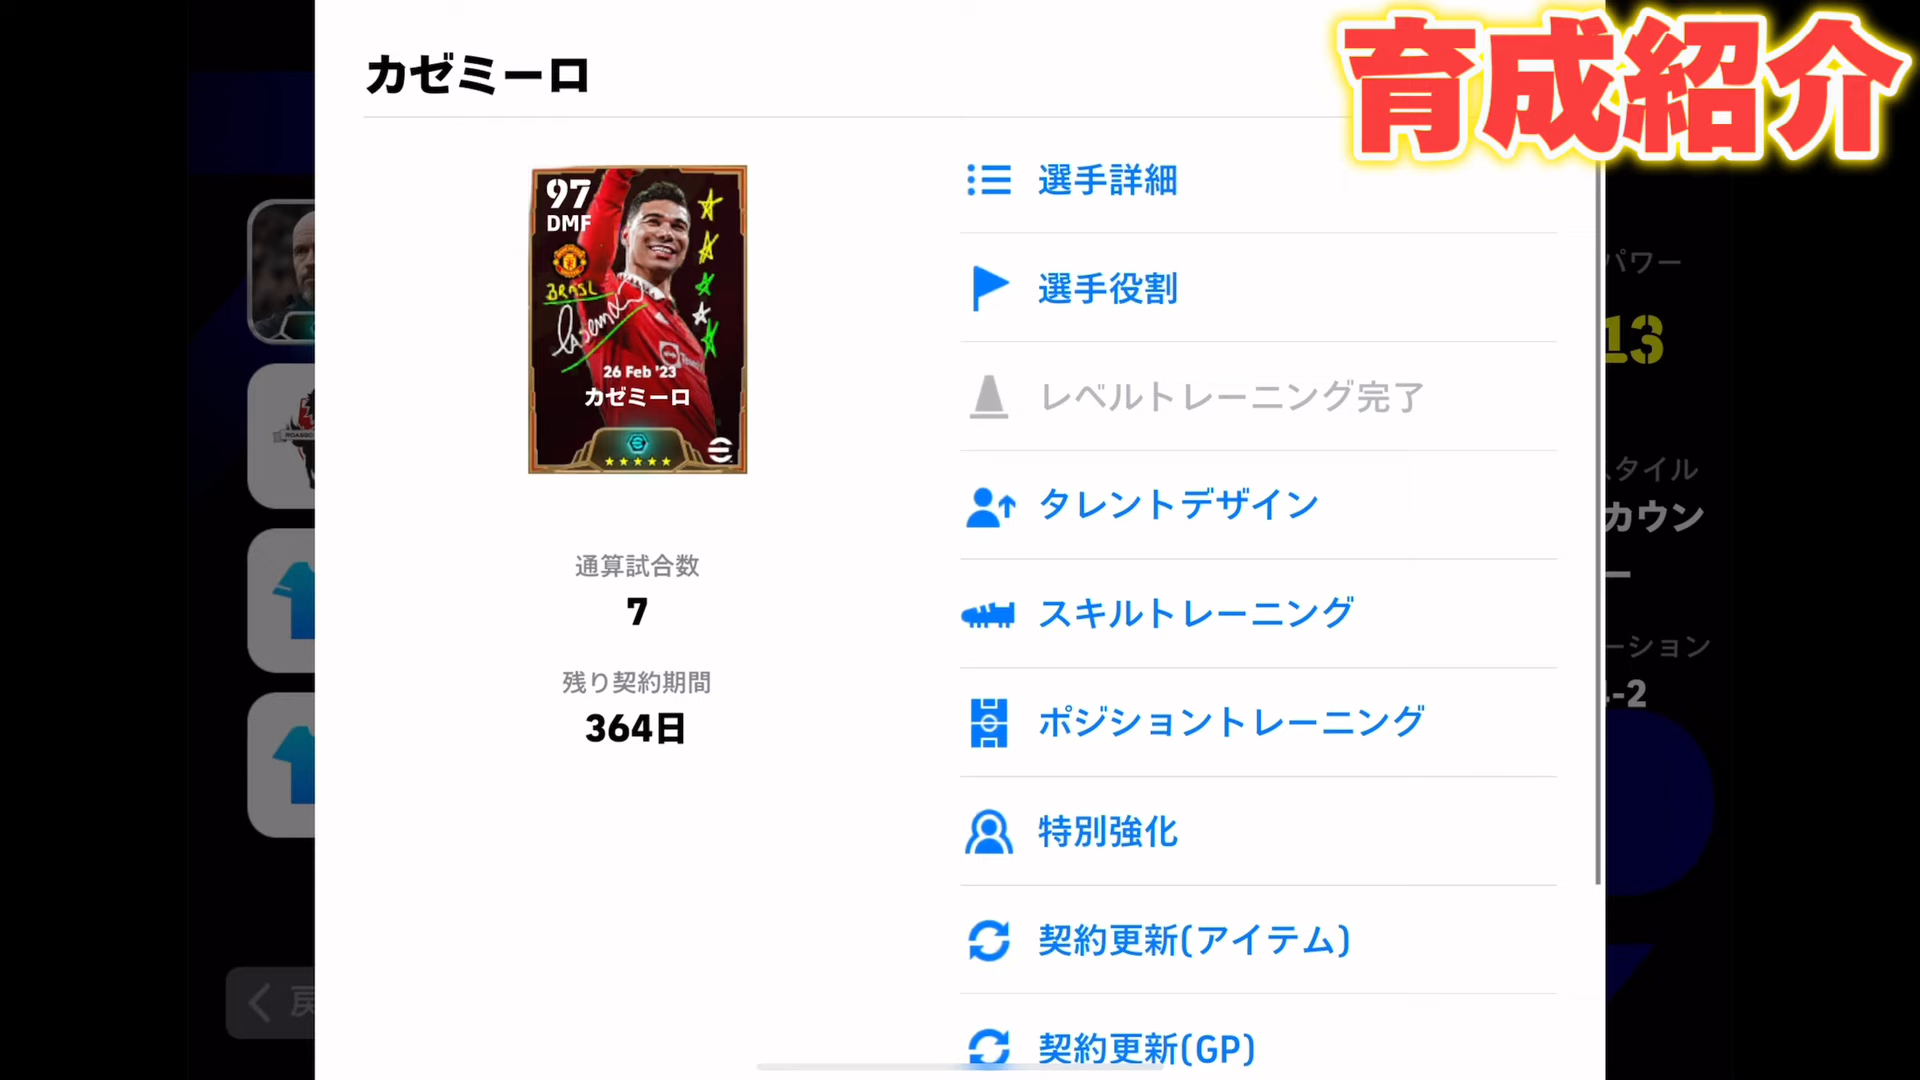 育成紹介
カゼミーロ
97
DMF
BRASIL
26 Feb '23
カゼミーロ
通算試合数
7
残り契約期間
364日
選手詳細
選手役割
レベルトレーニング完了
タレントデザイン
スキルトレーニング
ポジショントレーニング
特別強化
契約更新(アイテム)
契約更新(GP)
パワー
13
スタイル
カウン
ー
ーション
-2
戻